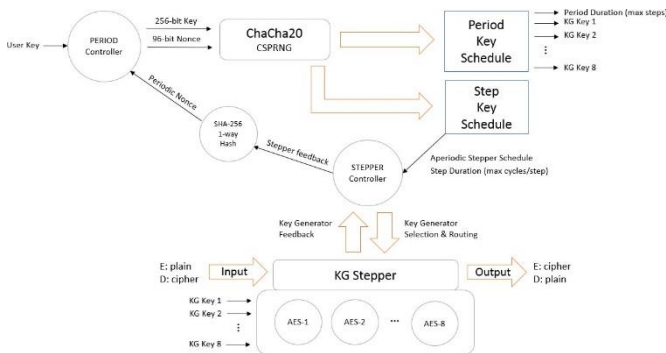 User Key
PERIOD
Controller
256-bit Key
96-bit Nonce
ChaCha20
CSPRNG
Period
Key
Schedule
Period Duration (max steps)
KG Key 1
KG Key 2
⋮
KG Key 8
Step
Key
Schedule
Periodic Nonce
SHA-256
1-way
Hash
Stepper feedback
STEPPER
Controller
Aperiodic Stepper Schedule
Step Duration (max cycles/step)
Key Generator
Feedback
Key Generator
Selection & Routing
E: plain
D: cipher
Input
KG Stepper
Output
E: cipher
D: plain
KG Key 1
KG Key 2
⋮
KG Key 8
AES-1
AES-2
...
AES-8